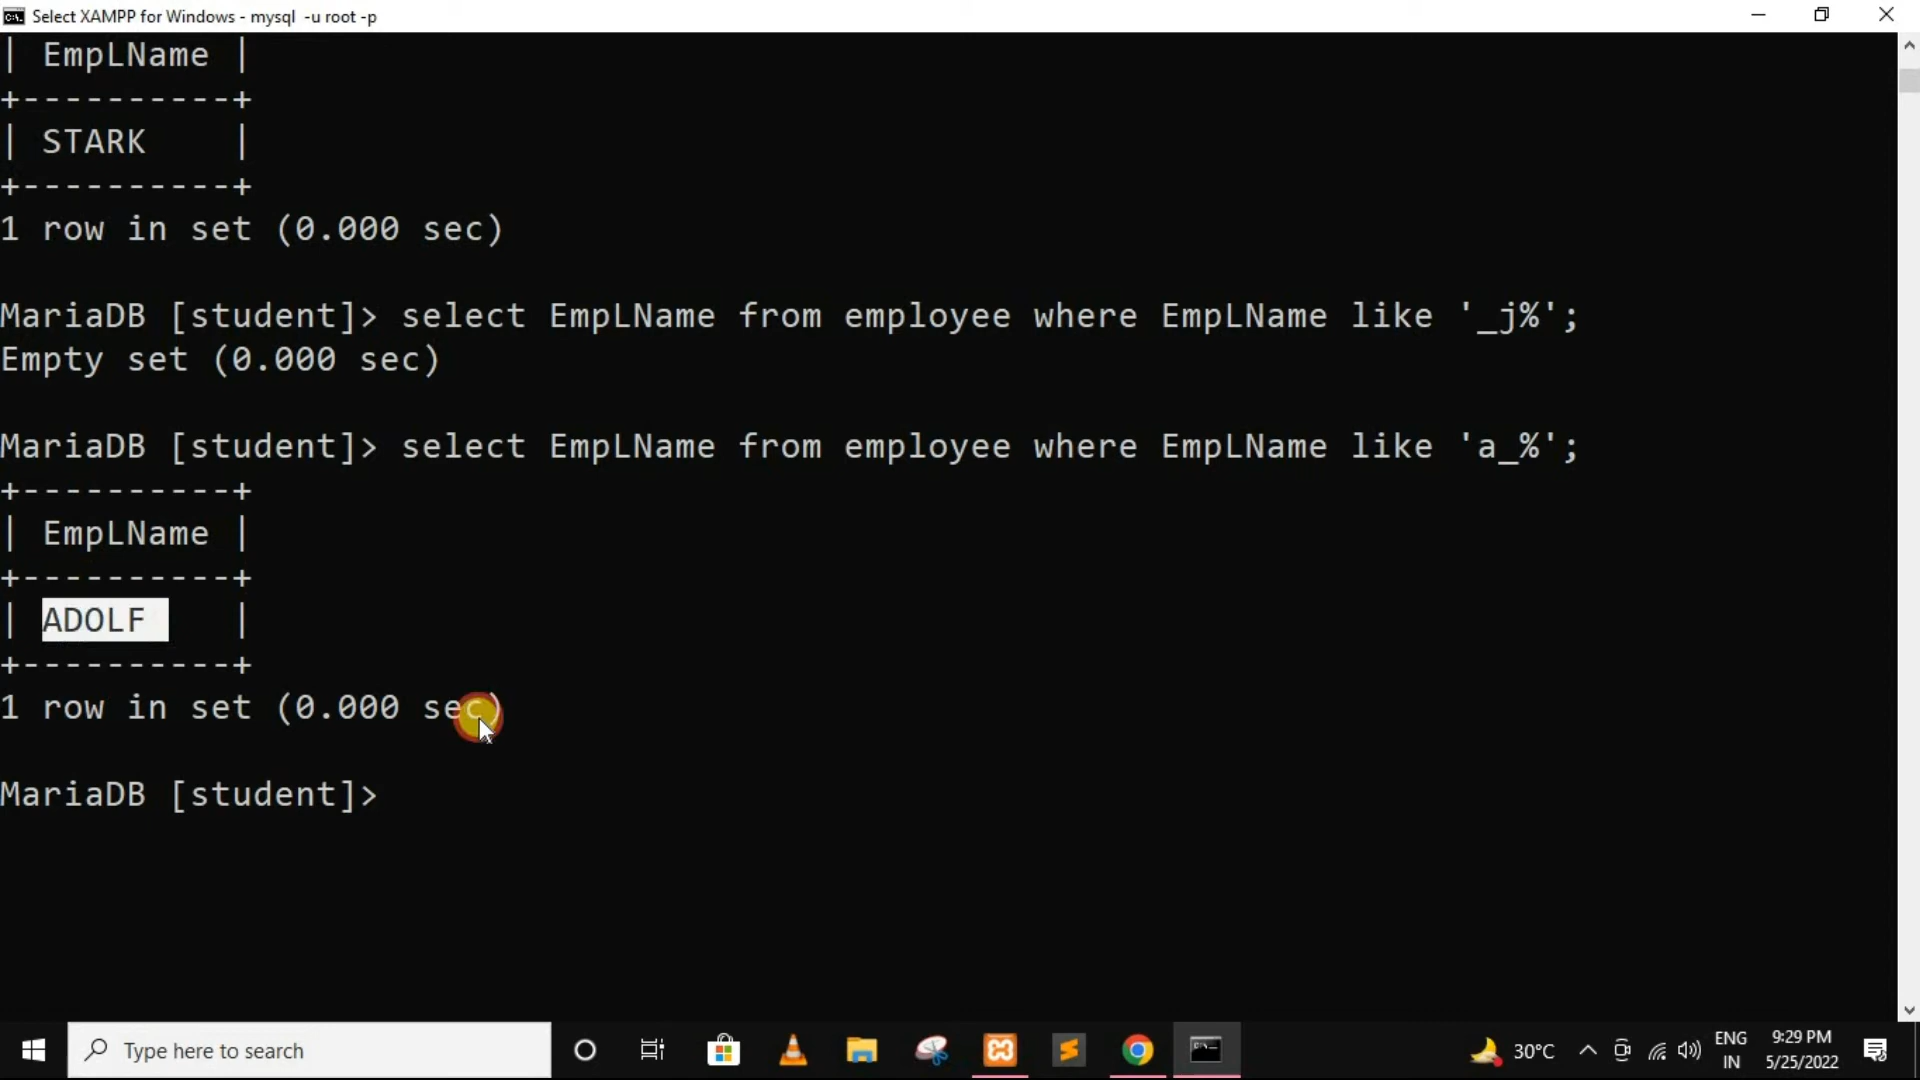 Select XAMPP for Windows - mysql  -u root -p
| EmpLName |
+----------+
| STARK    |
+----------+
1 row in set (0.000 sec)
MariaDB [student]> select EmpLName from employee where EmpLName like '_j%';
Empty set (0.000 sec)
MariaDB [student]> select EmpLName from employee where EmpLName like 'a_%';
+----------+
| EmpLName |
+----------+
| ADOLF    |
+----------+
1 row in set (0.000 sec)
MariaDB [student]>
Type here to search
30°C
ENG
IN
9:29 PM
5/25/2022